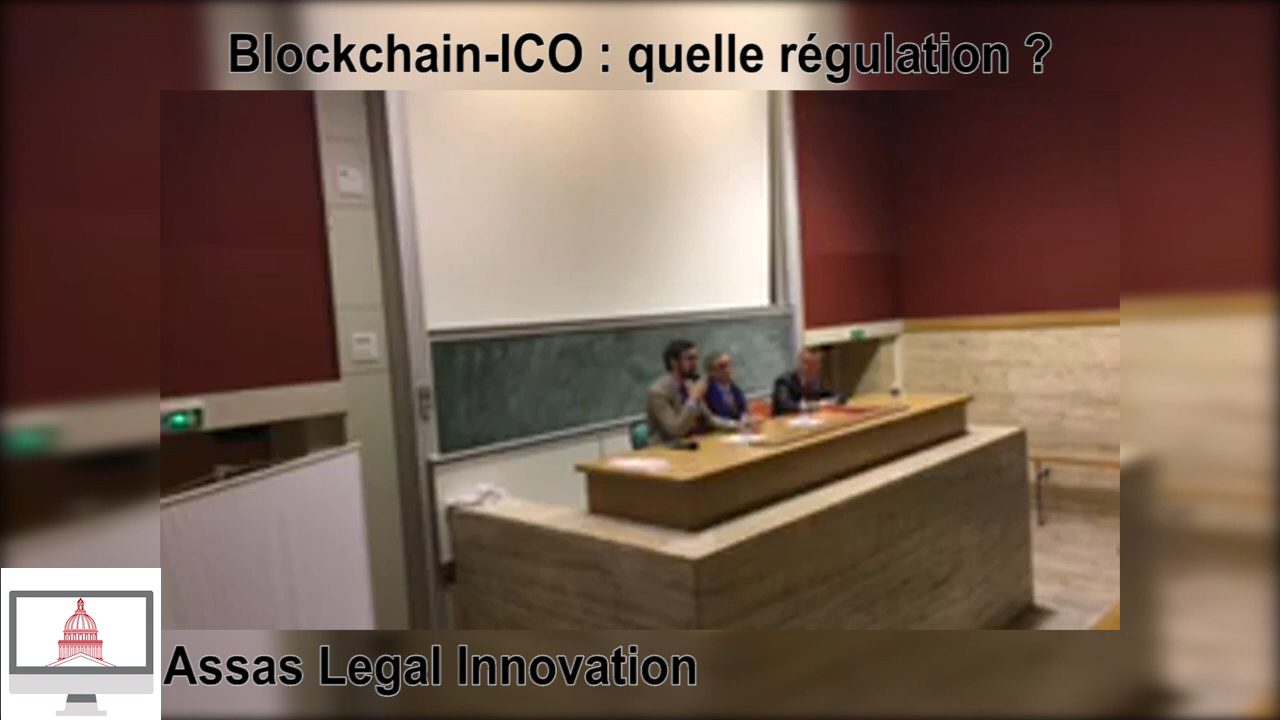 Blockchain-ICO : quelle régulation ?
Assas Legal Innovation